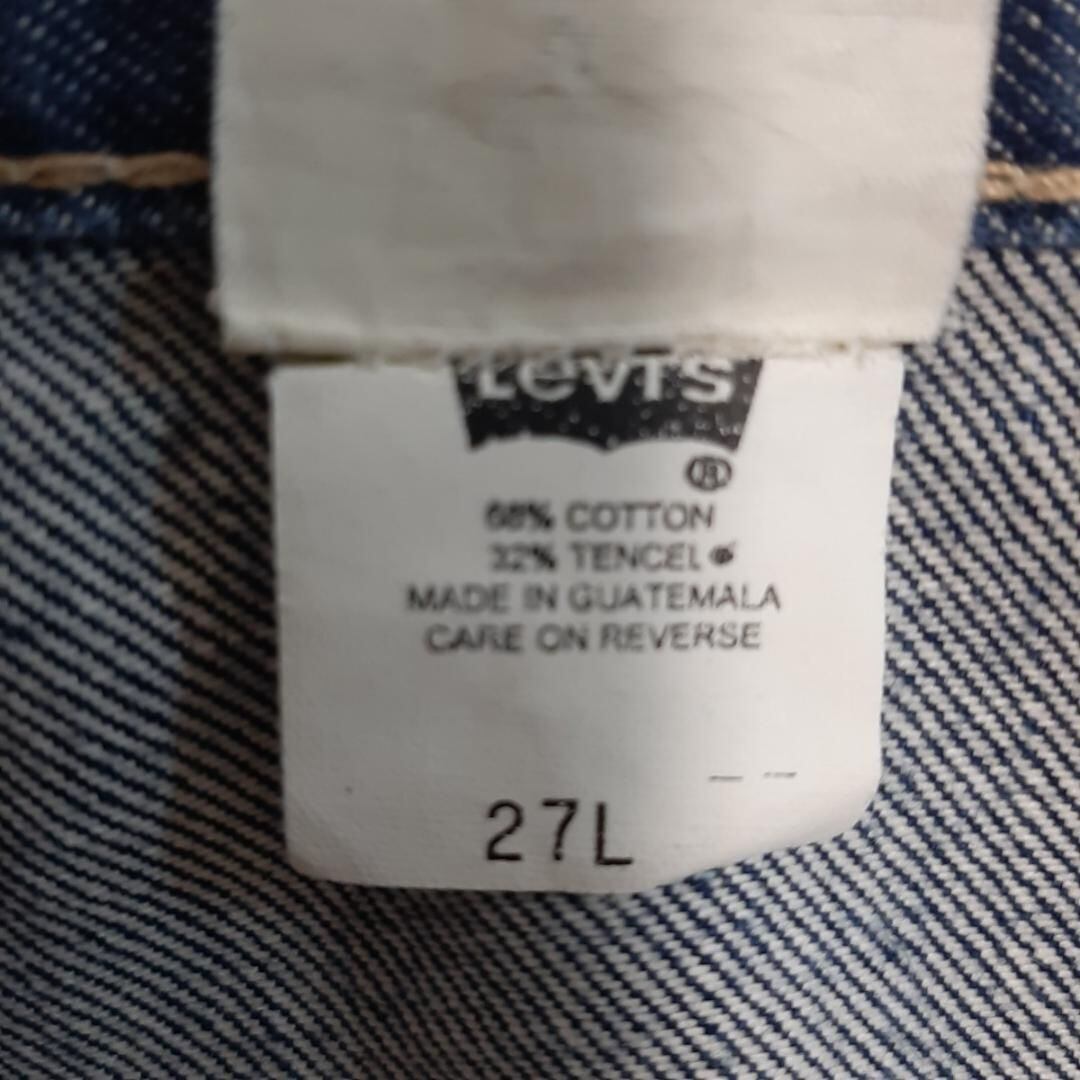 Levi's
®
68% COTTON
32% TENCEL®
MADE IN GUATEMALA
CARE ON REVERSE
27L